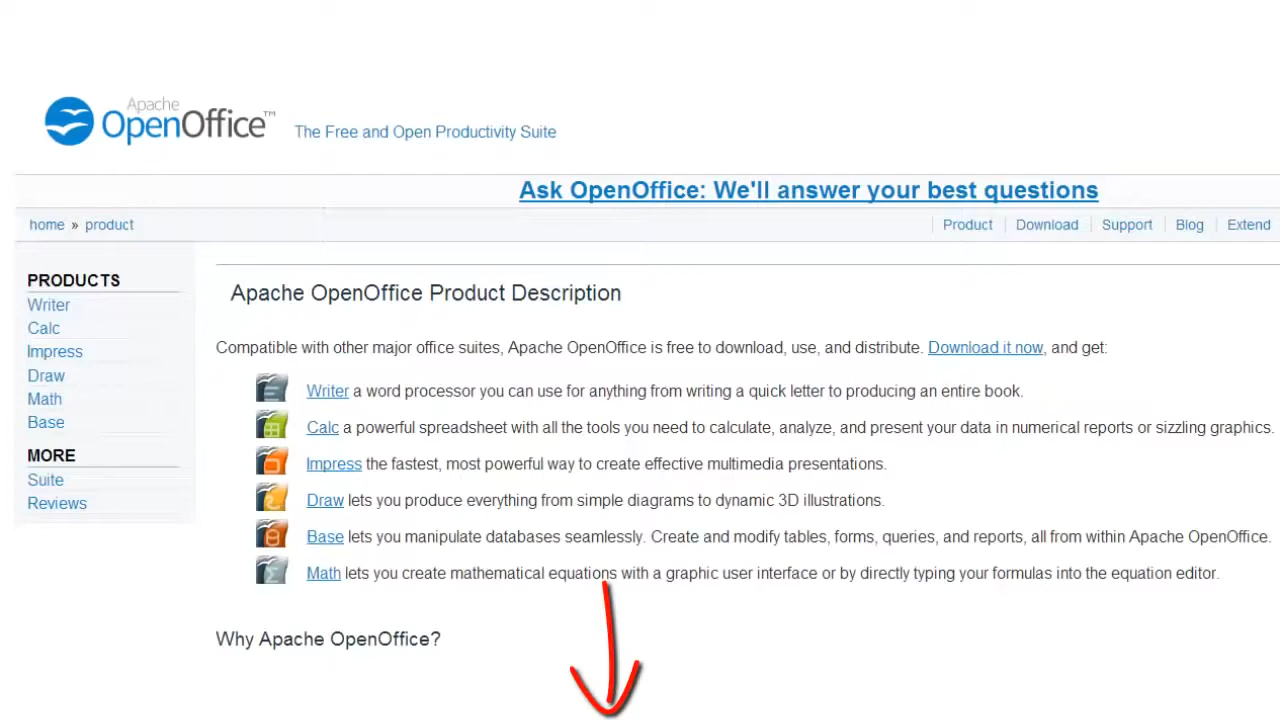 Apache
OpenOffice™
The Free and Open Productivity Suite
Ask OpenOffice: We'll answer your best questions
home » product
Product
Download
Support
Blog
Extend
PRODUCTS
Writer
Calc
Impress
Draw
Math
Base
MORE
Suite
Reviews
Apache OpenOffice Product Description
Compatible with other major office suites, Apache OpenOffice is free to download, use, and distribute. Download it now, and get:
Writer a word processor you can use for anything from writing a quick letter to producing an entire book.
Calc a powerful spreadsheet with all the tools you need to calculate, analyze, and present your data in numerical reports or sizzling graphics.
Impress the fastest, most powerful way to create effective multimedia presentations.
Draw lets you produce everything from simple diagrams to dynamic 3D illustrations.
Base lets you manipulate databases seamlessly. Create and modify tables, forms, queries, and reports, all from within Apache OpenOffice.
Math lets you create mathematical equations with a graphic user interface or by directly typing your formulas into the equation editor.
Why Apache OpenOffice?